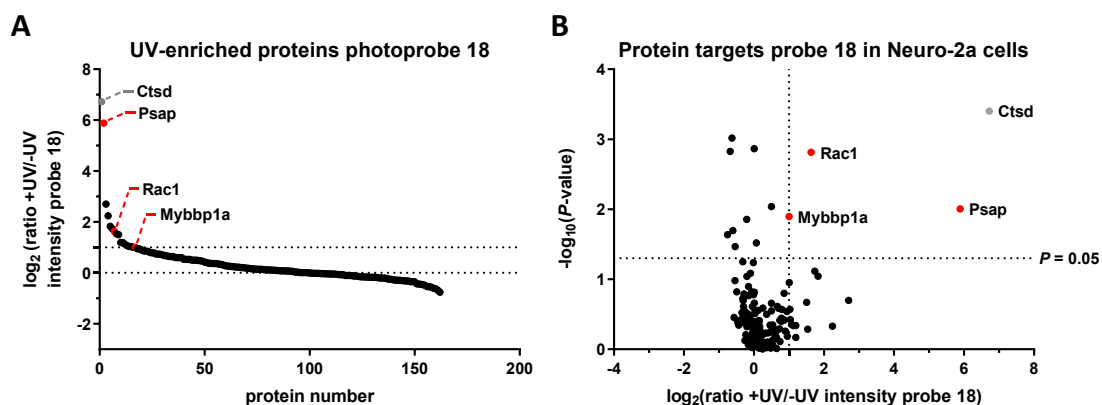 A
UV-enriched proteins photoprobe 18
log₂ (ratio +UV/-UV
intensity probe 18)
8
6
4
2
0
-2
Ctsd
Psap
Rac1
Mybbp1a
0
50
100
150
200
protein number
B
Protein targets probe 18 in Neuro-2a cells
-log₁₀(P-value)
4
3
2
1
0
Ctsd
Rac1
Mybbp1a
Psap
P = 0.05
-4
-2
0
2
4
6
8
log₂(ratio +UV/-UV intensity probe 18)